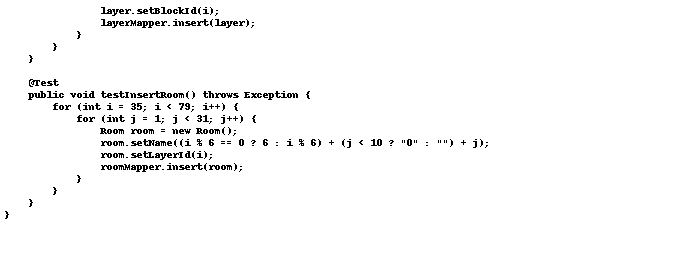 layer.setBlockId(i);
                layerMapper.insert(layer);
            }
        }
    }

    @Test
    public void testInsertRoom() throws Exception {
        for (int i = 35; i < 79; i++) {
            for (int j = 1; j < 31; j++) {
                Room room = new Room();
                room.setName((i % 6 == 0 ? 6 : i % 6) + (j < 10 ? "0" : "") + j);
                room.setLayerId(i);
                roomMapper.insert(room);
            }
        }
    }
}